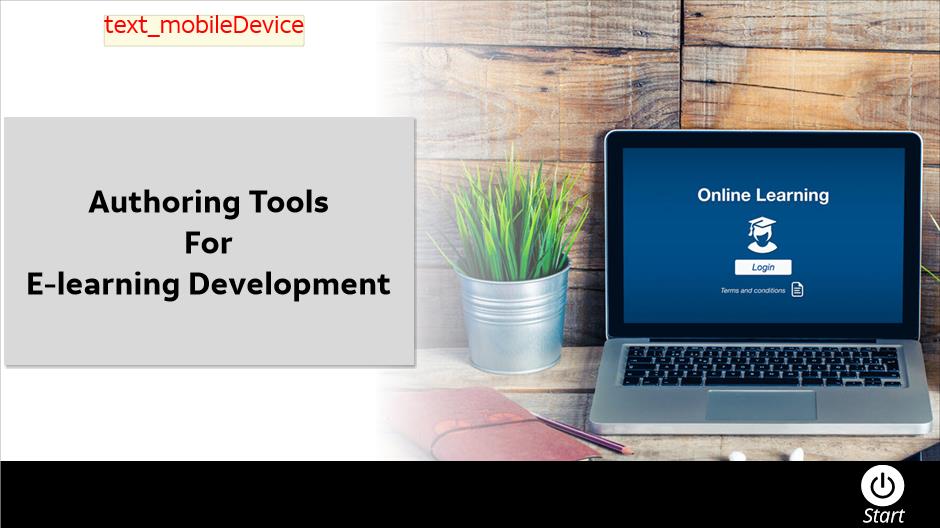 text_mobileDevice
Authoring Tools
For
E-learning Development
Online Learning
Login
Terms and conditions
Start